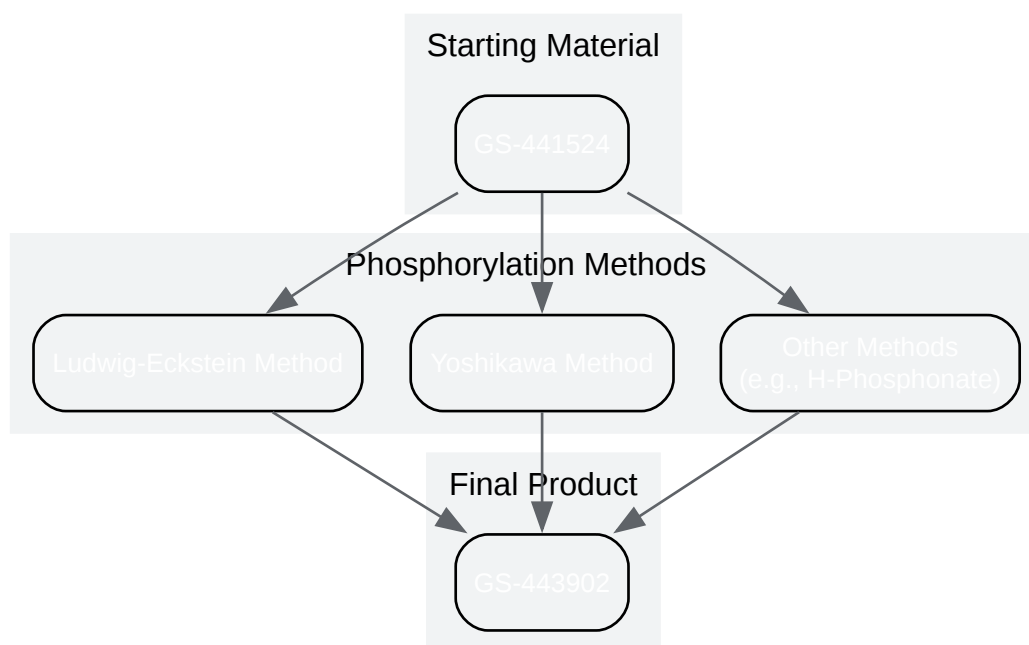 Starting Material
GS-441524
Phosphorylation Methods
Ludwig-Eckstein Method
Yoshikawa Method
Other Methods
(e.g., H-Phosphonate)
Final Product
GS-443902